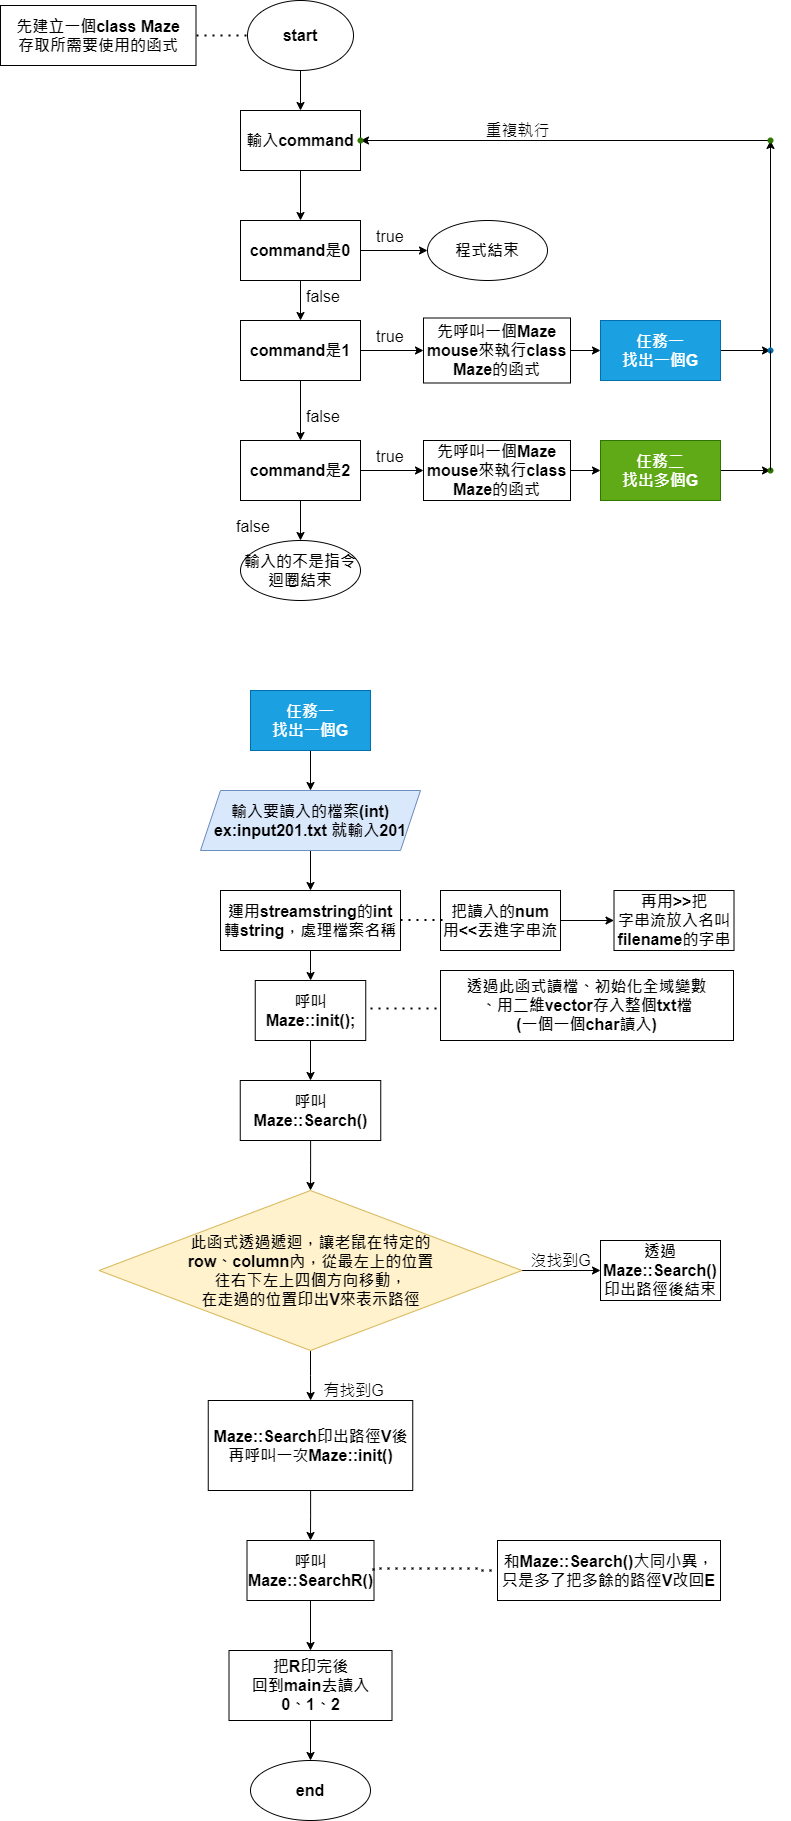 先建立一個class Maze
存取所需要使用的函式
start
輸入command
重複執行
command是0
true
程式結束
false
command是1
true
先呼叫一個Maze
mouse來執行class
Maze的函式
任務一
找出一個G
false
command是2
true
先呼叫一個Maze
mouse來執行class
Maze的函式
任務二
找出多個G
false
輸入的不是指令
迴圈結束
任務一
找出一個G
輸入要讀入的檔案(int)
ex:input201.txt 就輸入201
運用streamstring的int
轉string，處理檔案名稱
把讀入的num
用<<丟進字串流
再用>>把
字串流放入名叫
filename的字串
呼叫
Maze::init();
透過此函式讀檔、初始化全域變數
、用二維vector存入整個txt檔
(一個一個char讀入)
呼叫
Maze::Search()
此函式透過遞迴，讓老鼠在特定的
row、column內，從最左上的位置
往右下左上四個方向移動，
在走過的位置印出V來表示路徑
沒找到G
透過
Maze::Search()
印出路徑後結束
有找到G
Maze::Search印出路徑V後
再呼叫一次Maze::init()
呼叫
Maze::SearchR()
和Maze::Search()大同小異，
只是多了把多餘的路徑V改回E
把R印完後
回到main去讀入
0、1、2
end